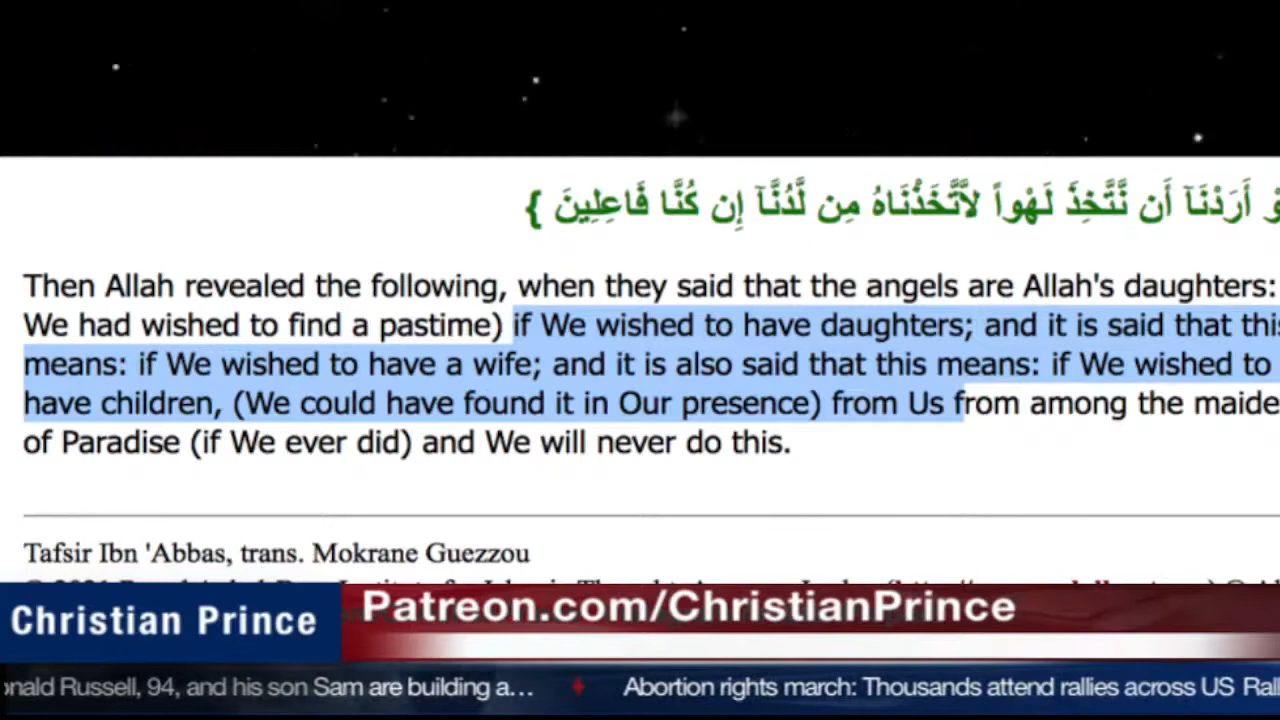 أَرَدْنَآ أَن نَّتَّخِذَ لَهْواً لاَّتَّخَذْنَاهُ مِن لَّدُنَّآ إِن كُنَّا فَاعِلِينَ }
Then Allah revealed the following, when they said that the angels are Allah's daughters:
We had wished to find a pastime) if We wished to have daughters; and it is said that this
means: if We wished to have a wife; and it is also said that this means: if We wished to
have children, (We could have found it in Our presence) from Us from among the maide
of Paradise (if We ever did) and We will never do this.
Tafsir Ibn 'Abbas, trans. Mokrane Guezzou
Christian Prince
Patreon.com/ChristianPrince
onald Russell, 94, and his son Sam are building a… Abortion rights march: Thousands attend rallies across US Rall